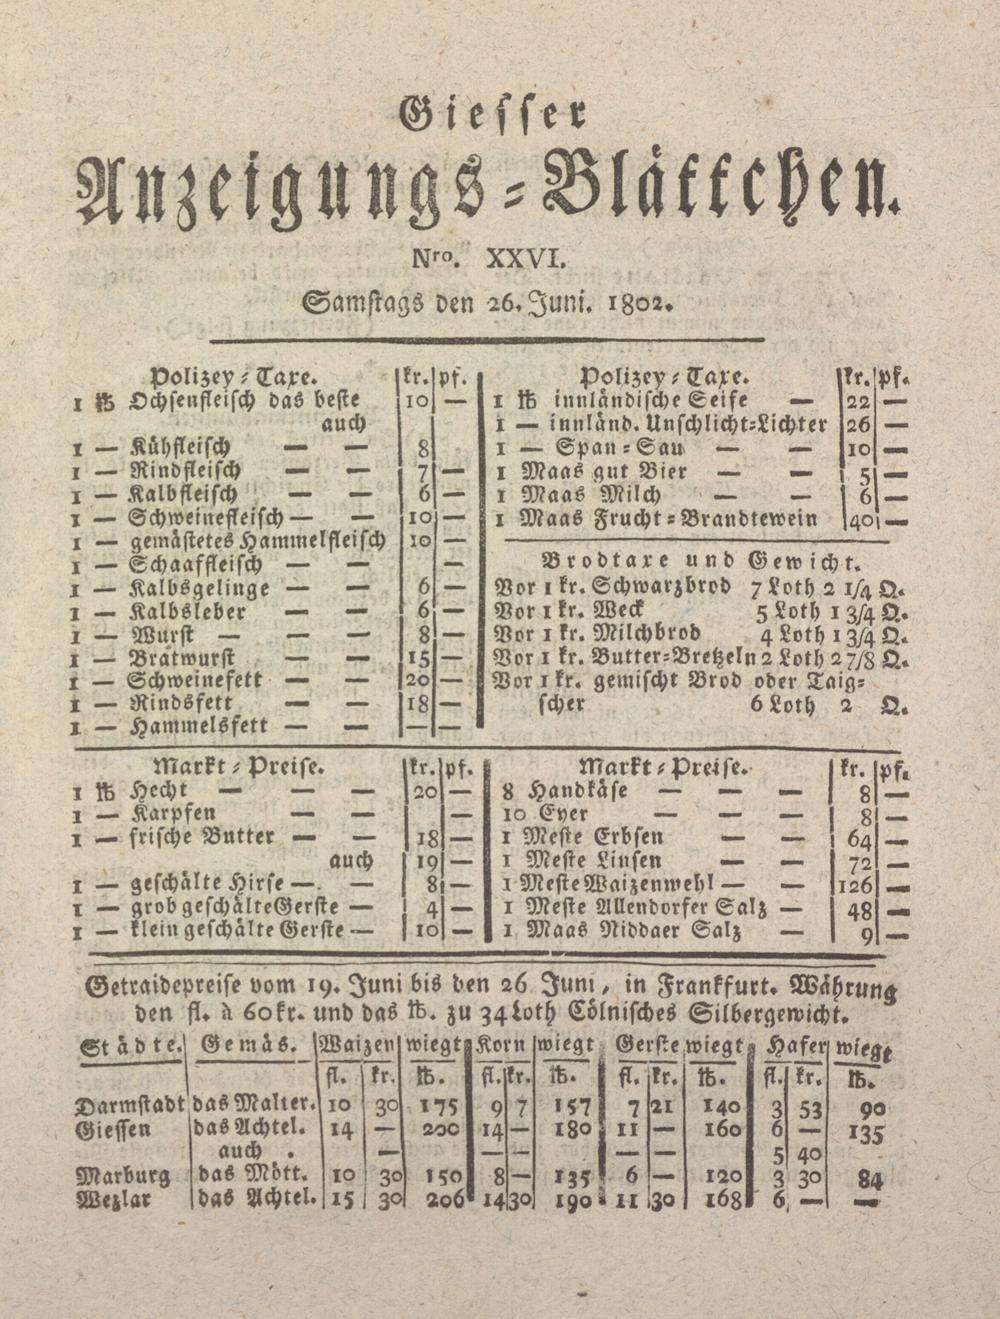 Giesser
Anzeigungs-Blättchen.
Nro. XXVI.
Samstags den 26. Juni. 1802.
Polizey-Taxe. kr. pf.
1 ℔ Ochsenfleisch das beste 10 —
auch
1 — Kühfleisch — — 8
1 — Rindfleisch — — 7 —
1 — Kalbfleisch — — 6 —
1 — Schweinefleisch — — 10 —
1 — gemästetes Hammelfleisch 10 —
1 — Schaaffleisch — — —
1 — Kalbsgelinge — — 6 —
1 — Kalbsleber — — 6 —
1 — Wurst — — — 8 —
1 — Bratwurst — — 15 —
1 — Schweinefett — — 20 —
1 — Rindsfett — — 18 —
1 — Hammelsfett — — — —
Polizey-Taxe. kr. pf.
1 ℔ innländische Seife — 22 —
1 — innländ. Unschlicht-Lichter 26 —
1 — Span-Sau — — 10 —
1 Maas gut Bier — — 5 —
1 Maas Milch — — 6 —
1 Maas Frucht-Brandtewein 40 —
Brodtaxe und Gewicht.
Vor 1 kr. Schwarzbrod 7 Loth 2 1/4 Q.
Vor 1 kr. Weck 5 Loth 1 3/4 Q.
Vor 1 kr. Milchbrod 4 Loth 1 3/4 Q.
Vor 1 kr. Butter-Bretzeln 2 Loth 2 7/8 Q.
Vor 1 kr. gemischt Brod oder Taig-
scher 6 Loth 2 Q.
Markt-Preise. kr. pf.
1 ℔ Hecht — — — 20 —
1 — Karpfen — — —
1 — frische Butter — — 18 —
auch 19 —
1 — geschälte Hirse — — 8 —
1 — grob geschälte Gerste — 4 —
1 — klein geschälte Gerste — 10 —
Markt-Preise. kr. pf.
8 Handkäse — — — 8 —
10 Eyer — — — 8 —
1 Meste Erbsen — — 64 —
1 Meste Linsen — — 72 —
1 Meste Waizenmehl — — 126 —
1 Meste Allendorfer Salz — 48 —
1 Maas Niddaer Salz — 9 —
Getraidepreise vom 19. Juni bis den 26 Juni, in Frankfurt. Währung
den fl. à 60 kr. und das ℔. zu 34 Loth Cölnisches Silbergewicht.
Städte. Gemäs. Waizen wiegt Korn wiegt Gerste wiegt Hafer wiegt
fl. kr. ℔. fl. kr. ℔. fl. kr. ℔. fl. kr. ℔.
Darmstadt das Malter. 10 30 175 9 7 157 7 21 140 3 53 90
Giessen das Achtel. 14 — 200 14 — 180 11 — 160 6 — 135
auch . — — — — — 5 40
Marburg das Mött. 10 30 150 8 — 135 6 — 120 3 30 84
Wezlar das Achtel. 15 30 206 14 30 190 11 30 168 6 — —